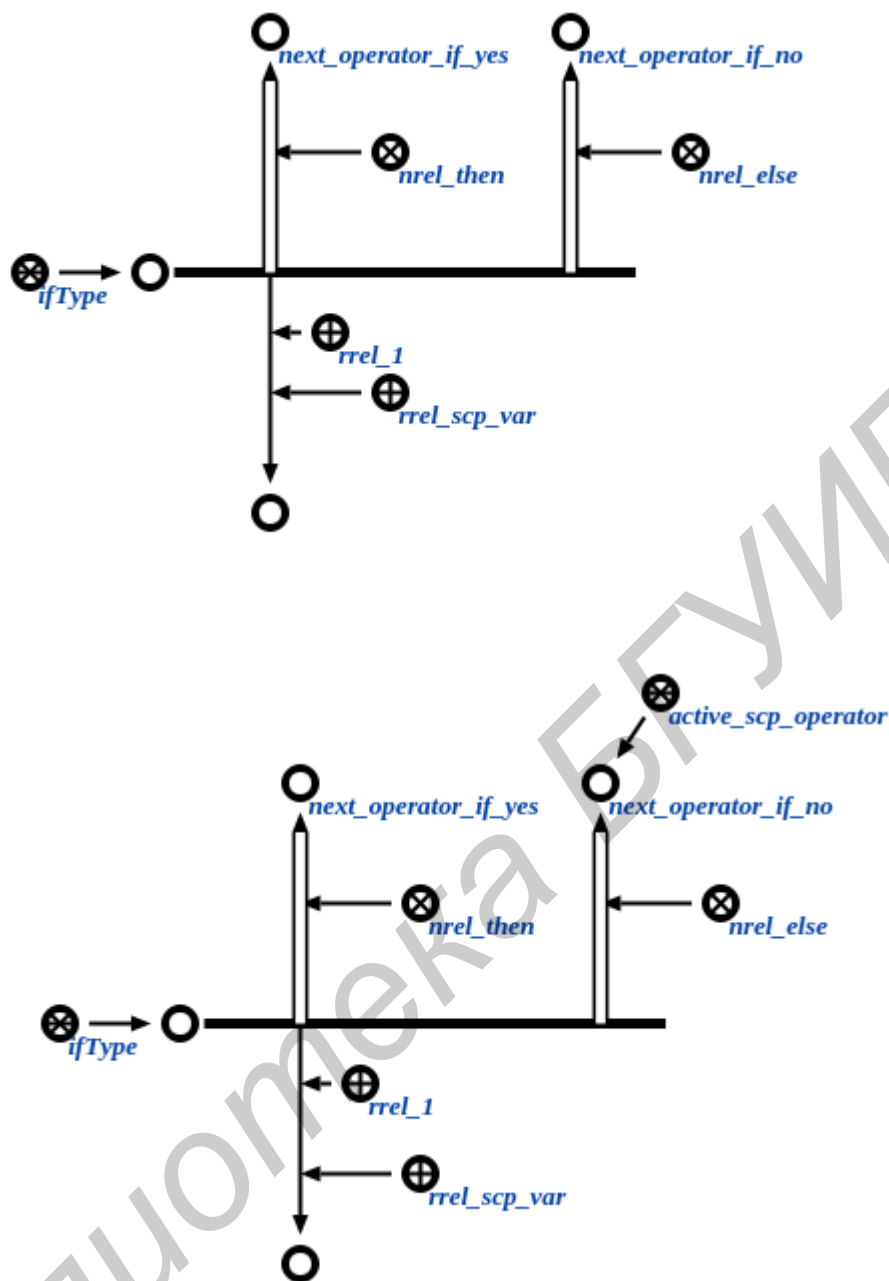 next_operator_if_yes
next_operator_if_no
nrel_then
nrel_else
ifType
rrel_1
rrel_scp_var
active_scp_operator
next_operator_if_yes
next_operator_if_no
nrel_then
nrel_else
ifType
rrel_1
rrel_scp_var